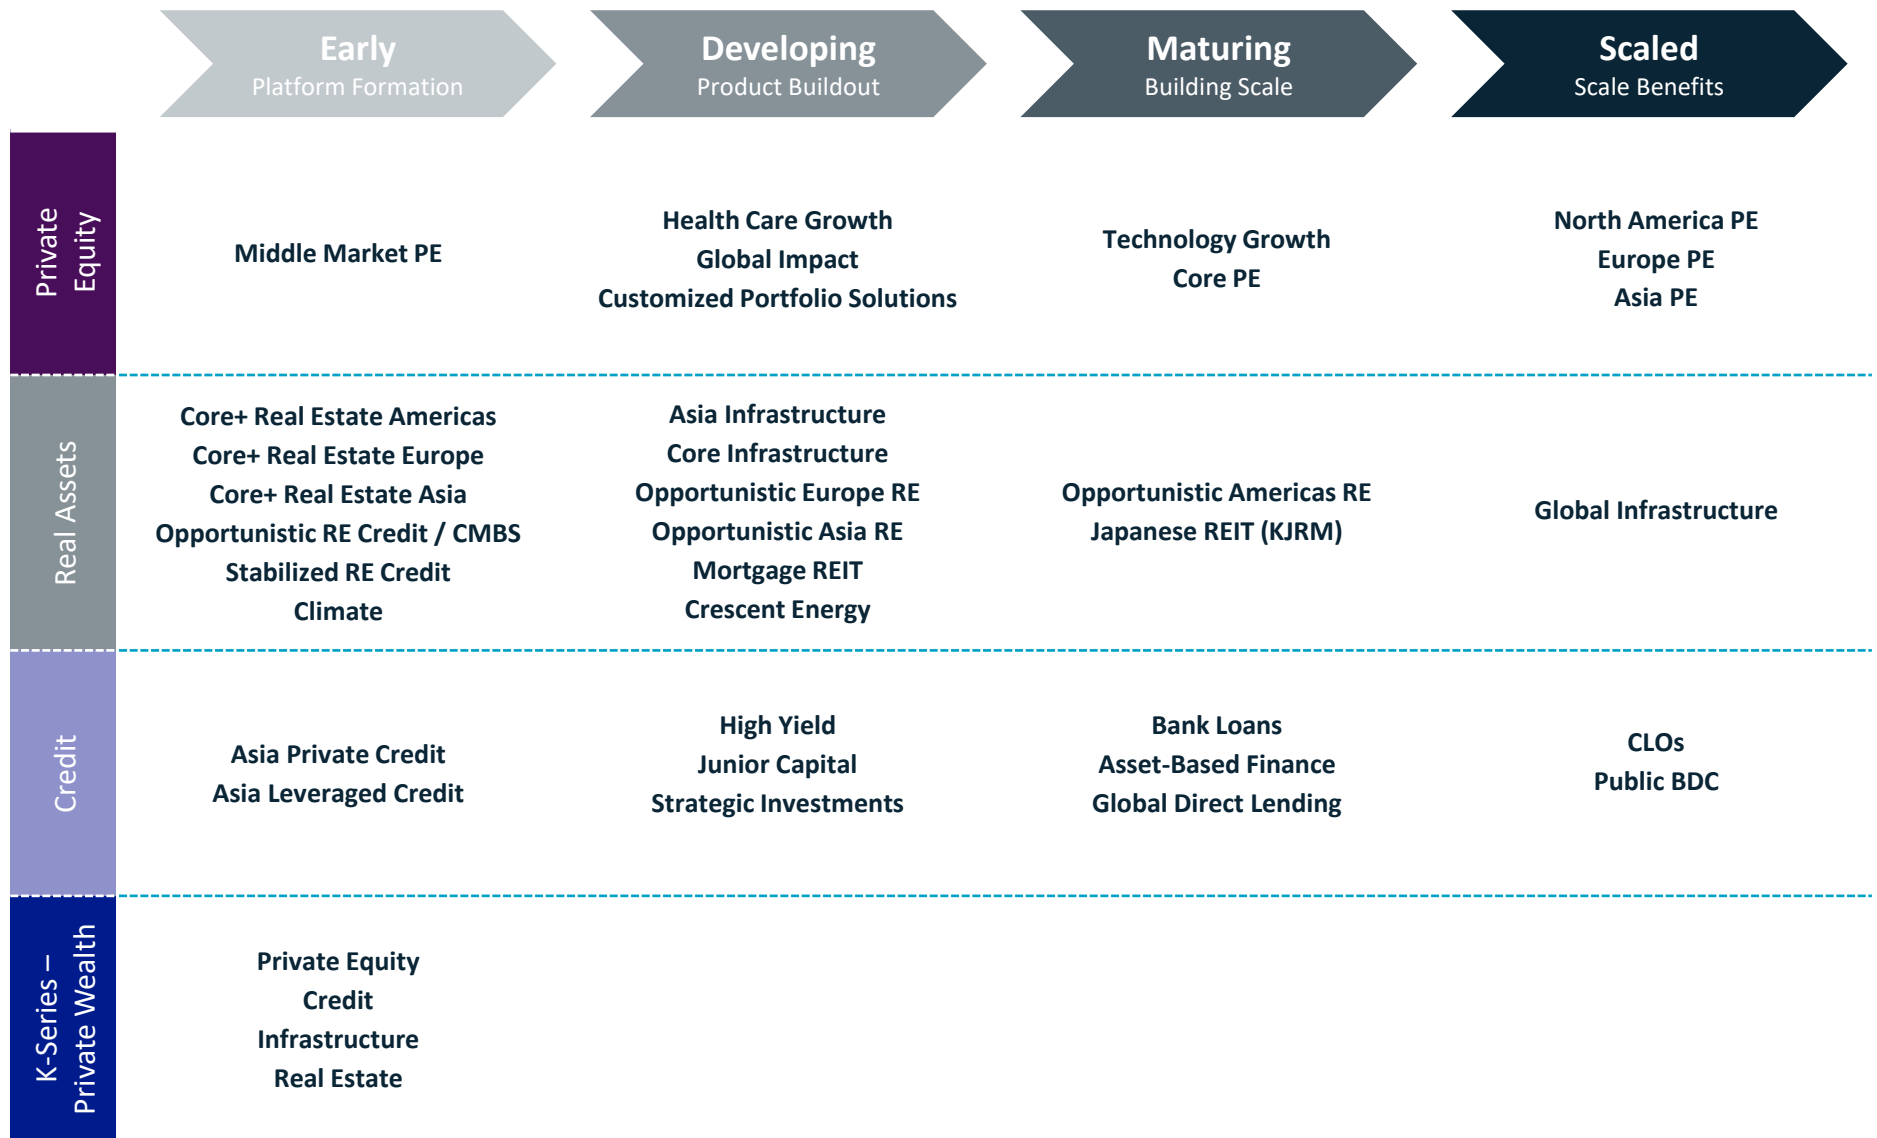 Early
Platform Formation
Developing
Product Buildout
Maturing
Building Scale
Scaled
Scale Benefits
Private
Equity
Middle Market PE
Health Care Growth
Global Impact
Customized Portfolio Solutions
Technology Growth
Core PE
North America PE
Europe PE
Asia PE
Real Assets
Core+ Real Estate Americas
Core+ Real Estate Europe
Core+ Real Estate Asia
Opportunistic RE Credit / CMBS
Stabilized RE Credit
Climate
Asia Infrastructure
Core Infrastructure
Opportunistic Europe RE
Opportunistic Asia RE
Mortgage REIT
Crescent Energy
Opportunistic Americas RE
Japanese REIT (KJRM)
Global Infrastructure
Credit
Asia Private Credit
Asia Leveraged Credit
High Yield
Junior Capital
Strategic Investments
Bank Loans
Asset-Based Finance
Global Direct Lending
CLOs
Public BDC
K-Series –
Private Wealth
Private Equity
Credit
Infrastructure
Real Estate